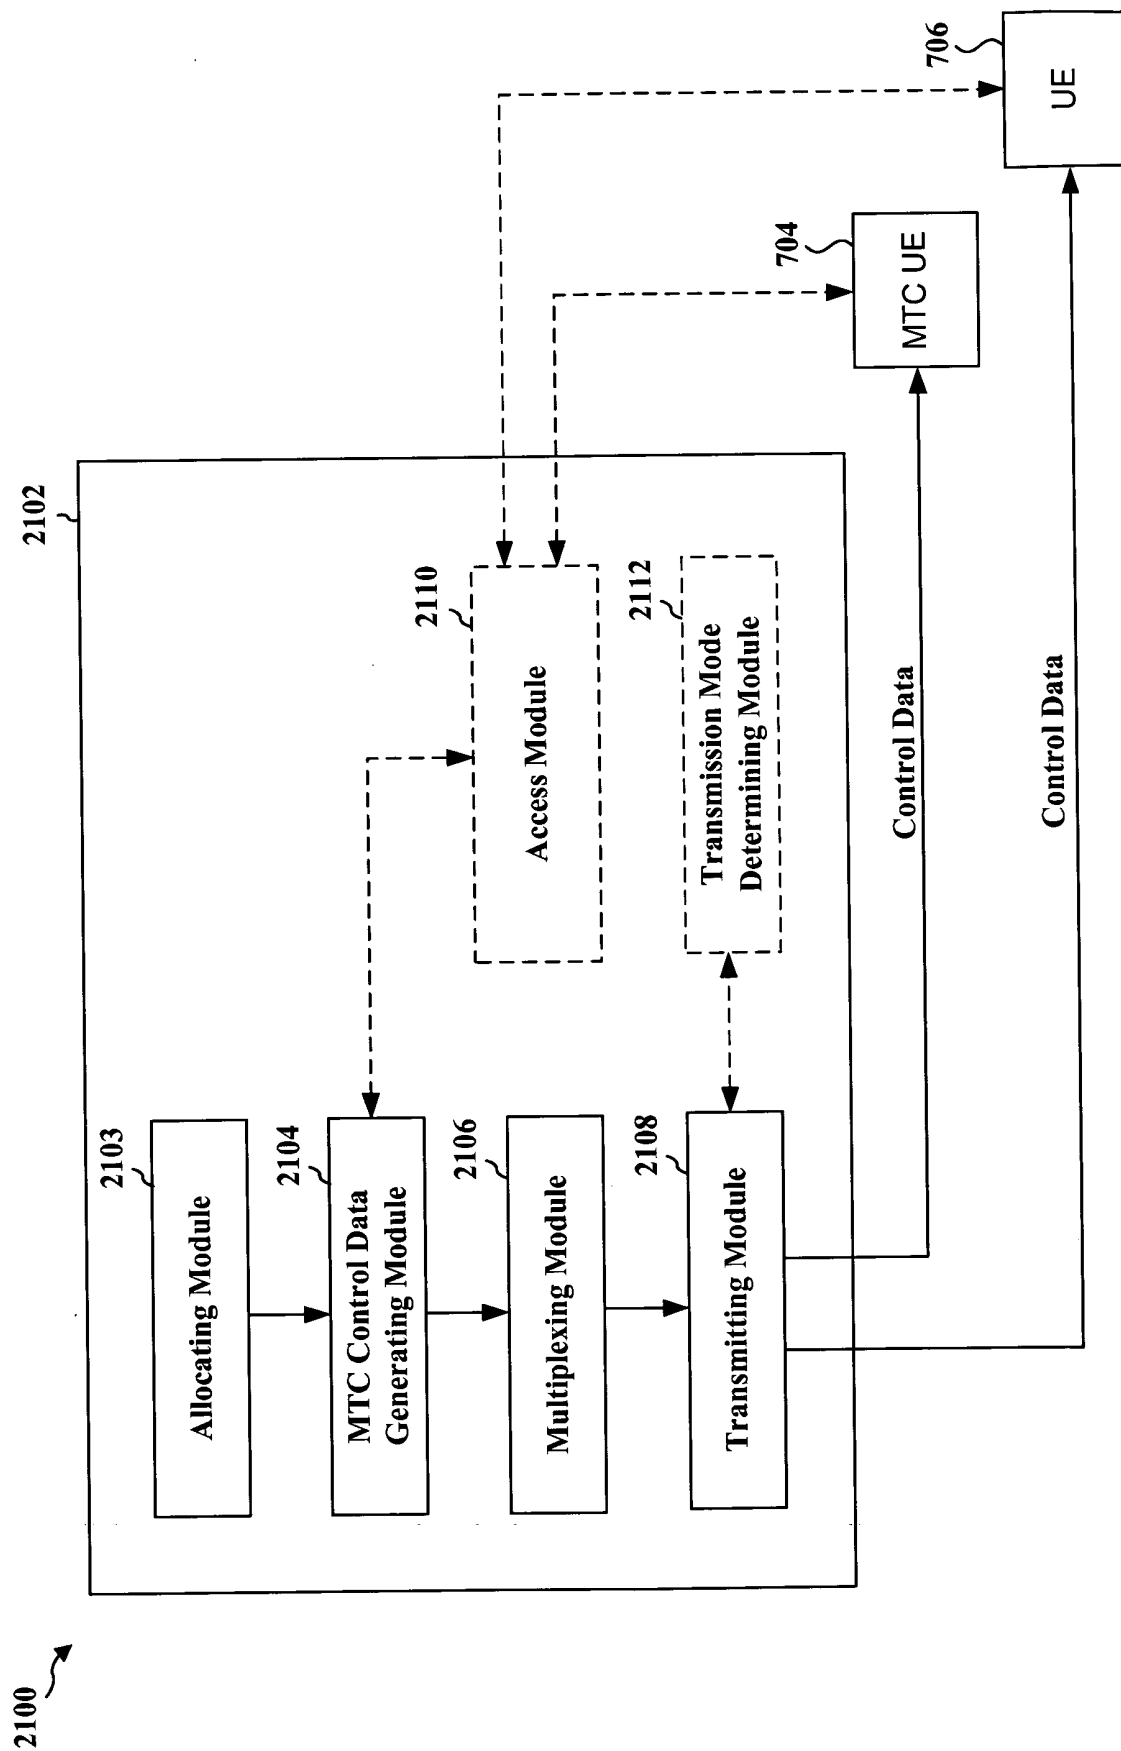 2100
2102
2103
Allocating Module
2104
MTC Control Data
Generating Module
2106
Multiplexing Module
2108
Transmitting Module
2110
Access Module
2112
Transmission Mode
Determining Module
Control Data
Control Data
704
MTC UE
706
UE